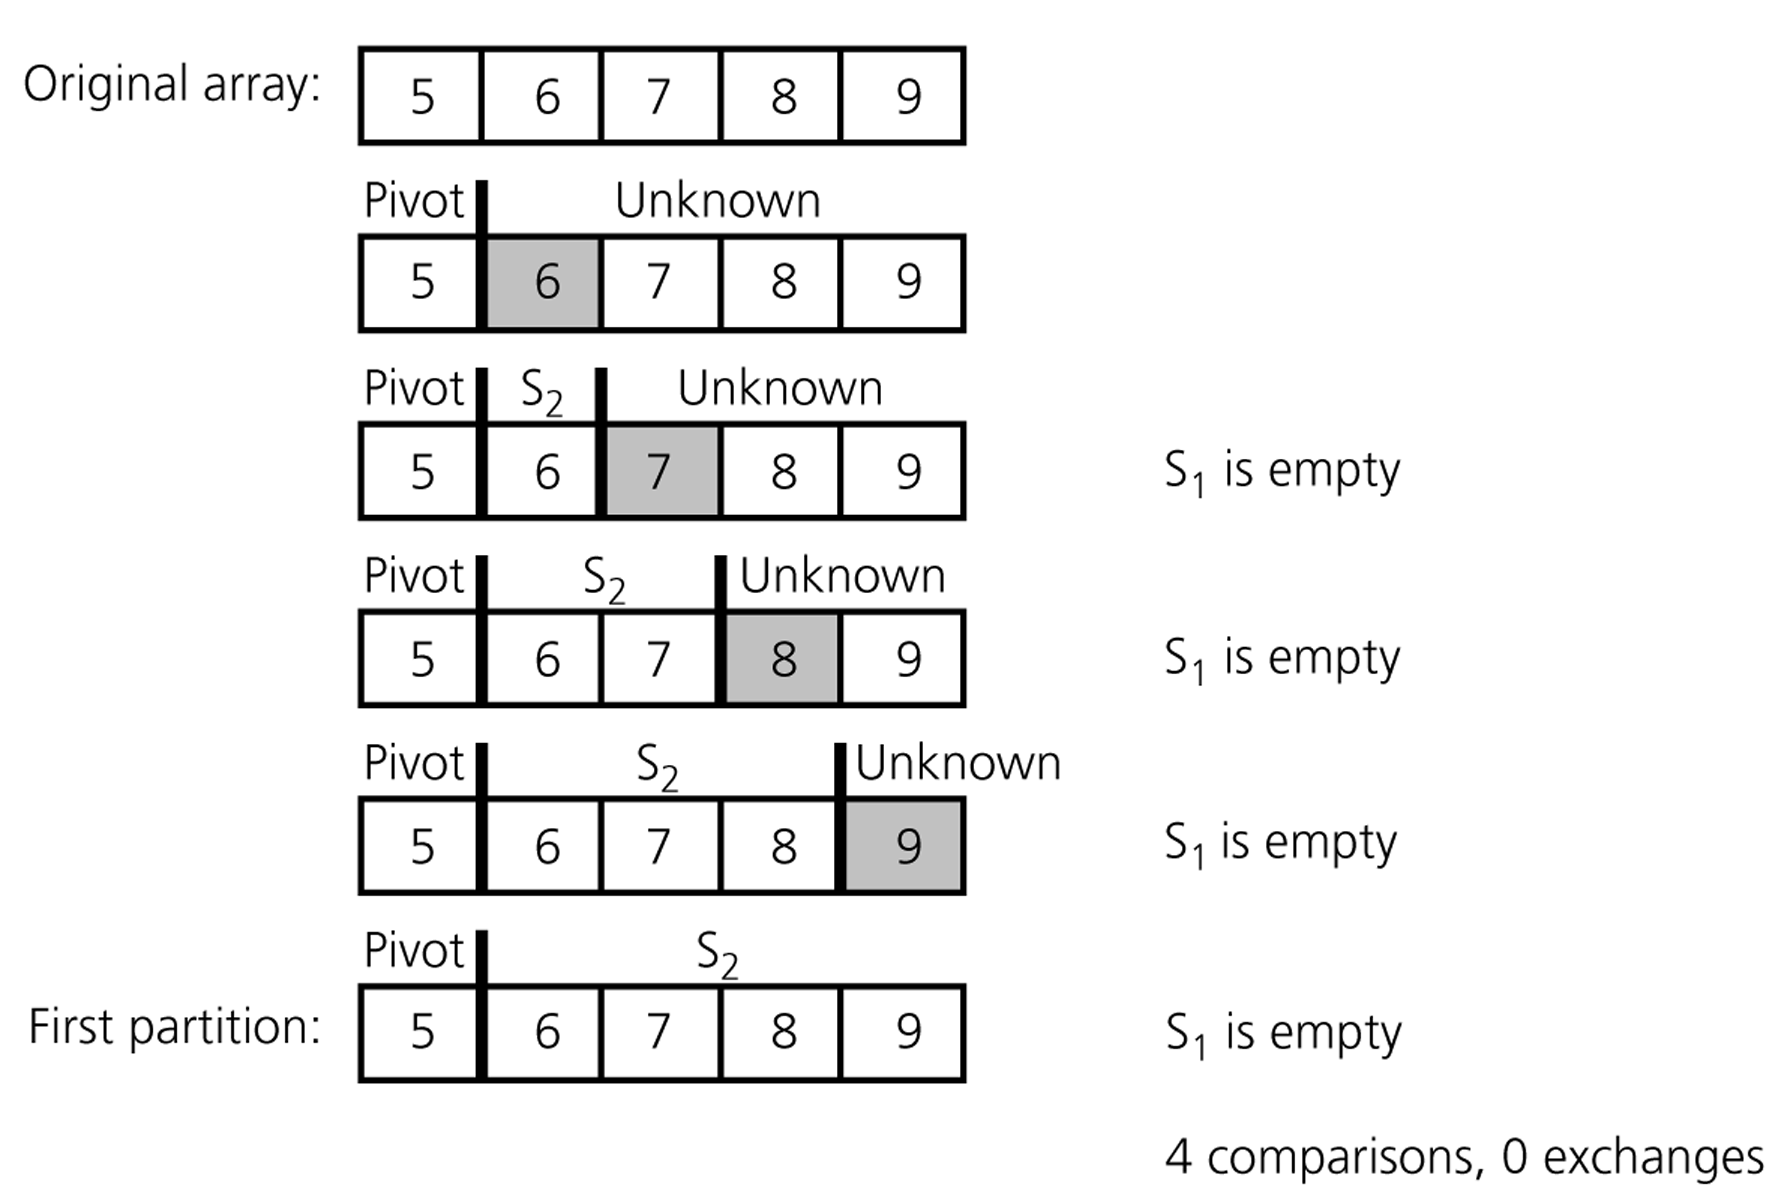 Original array: 5 6 7 8 9
Pivot Unknown
5 6 7 8 9
Pivot S₂ Unknown
5 6 7 8 9 S₁ is empty
Pivot S₂ Unknown
5 6 7 8 9 S₁ is empty
Pivot S₂ Unknown
5 6 7 8 9 S₁ is empty
Pivot S₂
First partition: 5 6 7 8 9 S₁ is empty
4 comparisons, 0 exchanges